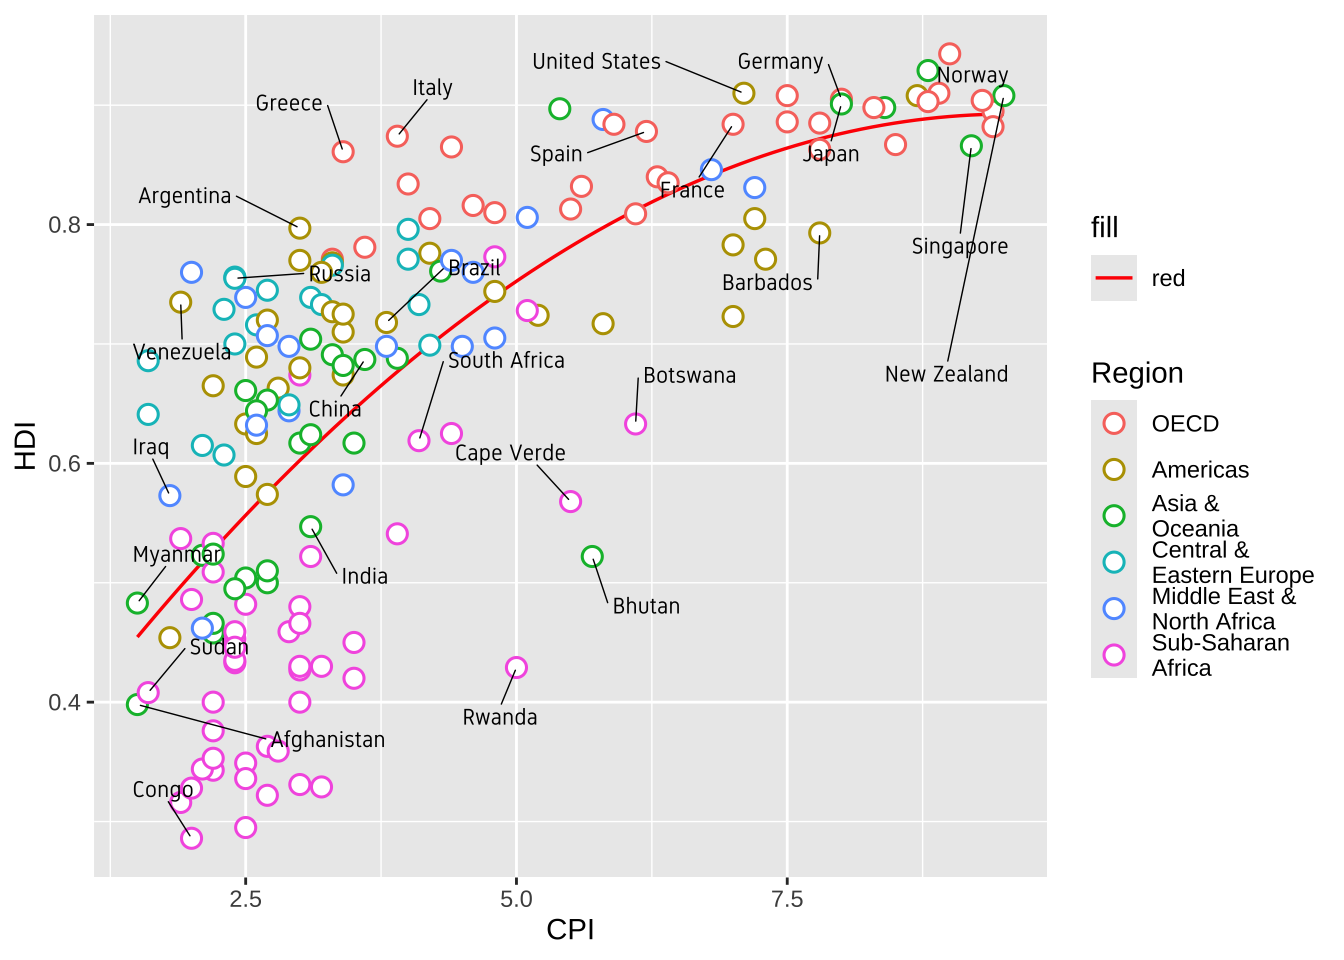 United States
Germany
Norway
Italy
Greece
Spain
Japan
France
Argentina
Singapore
Russia
Brazil
Barbados
Venezuela
South Africa
Botswana
New Zealand
China
Iraq
Cape Verde
Myanmar
India
Bhutan
Sudan
Rwanda
Afghanistan
Congo
0.8
0.6
0.4
HDI
2.5
5.0
7.5
CPI
fill
red
Region
OECD
Americas
Asia &
Oceania
Central &
Eastern Europe
Middle East &
North Africa
Sub-Saharan
Africa